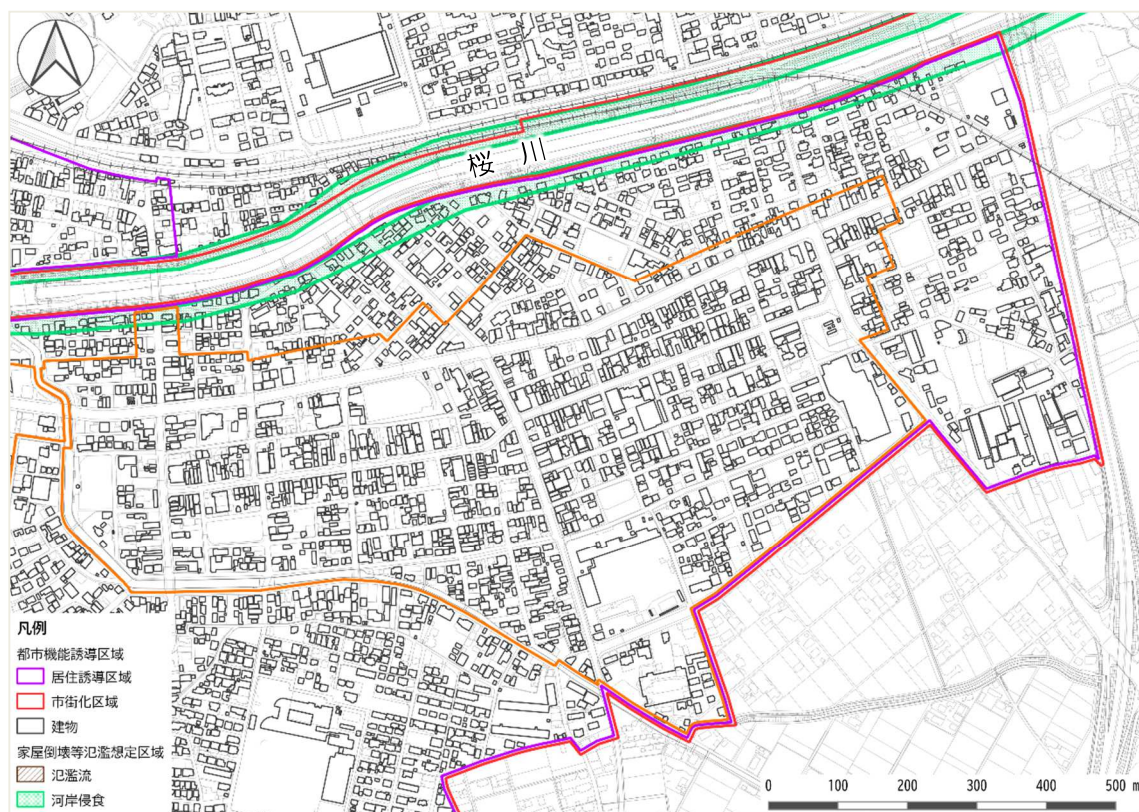 桜川
凡例
都市機能誘導区域
居住誘導区域
市街化区域
建物
家屋倒壊等氾濫想定区域
氾濫流
河岸侵食
0 100 200 300 400 500 m